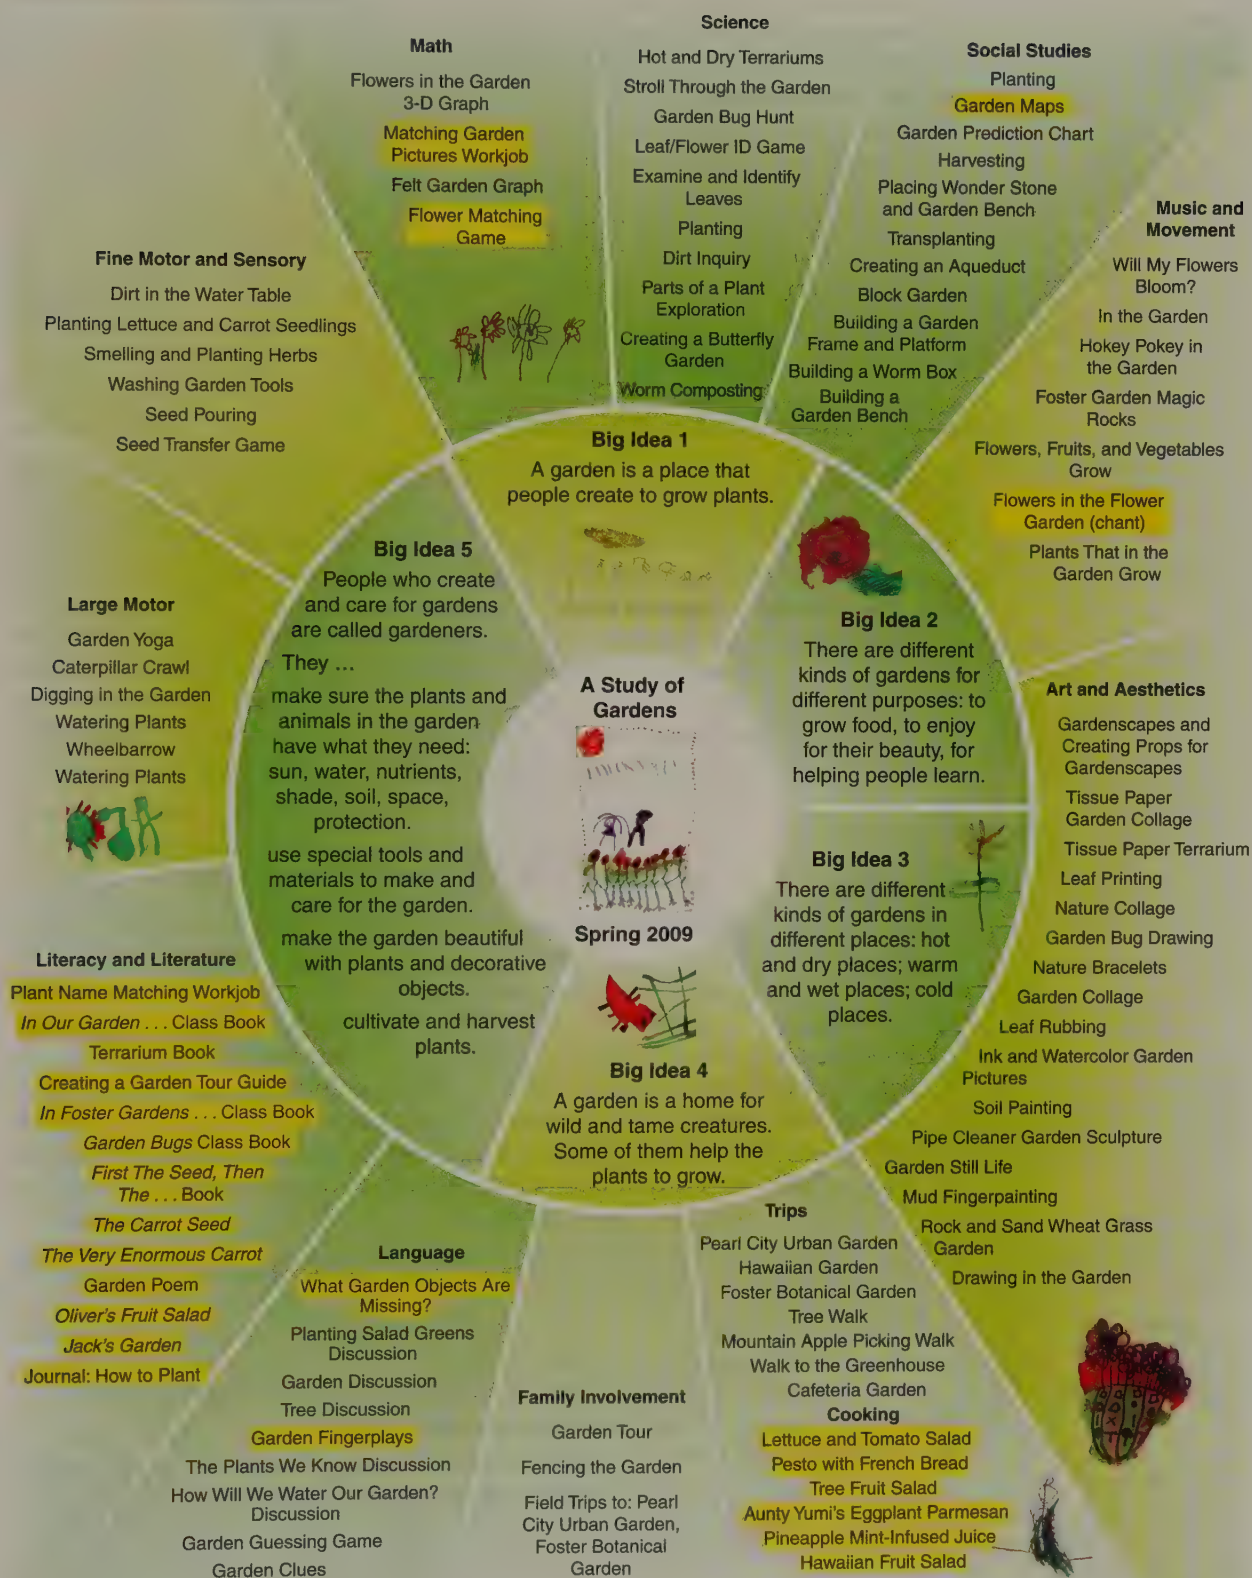 Math
Flowers in the Garden
3-D Graph
Matching Garden
Pictures Workjob
Felt Garden Graph
Flower Matching
Game
Science
Hot and Dry Terrariums
Stroll Through the Garden
Garden Bug Hunt
Leaf/Flower ID Game
Examine and Identify
Leaves
Planting
Dirt Inquiry
Parts of a Plant
Exploration
Creating a Butterfly
Garden
Worm Composting
Social Studies
Planting
Garden Maps
Garden Prediction Chart
Harvesting
Placing Wonder Stone
and Garden Bench
Transplanting
Creating an Aqueduct
Block Garden
Building a Garden
Frame and Platform
Building a Worm Box
Building a
Garden Bench
Music and
Movement
Will My Flowers
Bloom?
In the Garden
Hokey Pokey in
the Garden
Foster Garden Magic
Rocks
Flowers, Fruits, and Vegetables
Grow
Flowers in the Flower
Garden (chant)
Plants That in the
Garden Grow
Fine Motor and Sensory
Dirt in the Water Table
Planting Lettuce and Carrot Seedlings
Smelling and Planting Herbs
Washing Garden Tools
Seed Pouring
Seed Transfer Game
Big Idea 1
A garden is a place that
people create to grow plants.
Big Idea 5
People who create
and care for gardens
are called gardeners.
They ...
make sure the plants and
animals in the garden
have what they need:
sun, water, nutrients,
shade, soil, space,
protection.
use special tools and
materials to make and
care for the garden.
make the garden beautiful
with plants and decorative
objects.
cultivate and harvest
plants.
Big Idea 2
There are different
kinds of gardens for
different purposes: to
grow food, to enjoy
for their beauty, for
helping people learn.
Large Motor
Garden Yoga
Caterpillar Crawl
Digging in the Garden
Watering Plants
Wheelbarrow
Watering Plants
A Study of
Gardens
Spring 2009
Big Idea 3
There are different
kinds of gardens in
different places: hot
and dry places; warm
and wet places; cold
places.
Big Idea 4
A garden is a home for
wild and tame creatures.
Some of them help the
plants to grow.
Art and Aesthetics
Gardenscapes and
Creating Props for
Gardenscapes
Tissue Paper
Garden Collage
Tissue Paper Terrarium
Leaf Printing
Nature Collage
Garden Bug Drawing
Nature Bracelets
Garden Collage
Leaf Rubbing
Ink and Watercolor Garden
Pictures
Soil Painting
Pipe Cleaner Garden Sculpture
Garden Still Life
Mud Fingerpainting
Rock and Sand Wheat Grass
Garden
Drawing in the Garden
Literacy and Literature
Plant Name Matching Workjob
In Our Garden . . . Class Book
Terrarium Book
Creating a Garden Tour Guide
In Foster Gardens . . . Class Book
Garden Bugs Class Book
First The Seed, Then
The . . . Book
The Carrot Seed
The Very Enormous Carrot
Garden Poem
Oliver's Fruit Salad
Jack's Garden
Journal: How to Plant
Language
What Garden Objects Are
Missing?
Planting Salad Greens
Discussion
Garden Discussion
Tree Discussion
Garden Fingerplays
The Plants We Know Discussion
How Will We Water Our Garden?
Discussion
Garden Guessing Game
Garden Clues
Family Involvement
Garden Tour
Fencing the Garden
Field Trips to: Pearl
City Urban Garden,
Foster Botanical
Garden
Trips
Pearl City Urban Garden
Hawaiian Garden
Foster Botanical Garden
Tree Walk
Mountain Apple Picking Walk
Walk to the Greenhouse
Cafeteria Garden
Cooking
Lettuce and Tomato Salad
Pesto with French Bread
Tree Fruit Salad
Aunty Yumi's Eggplant Parmesan
Pineapple Mint-Infused Juice
Hawaiian Fruit Salad